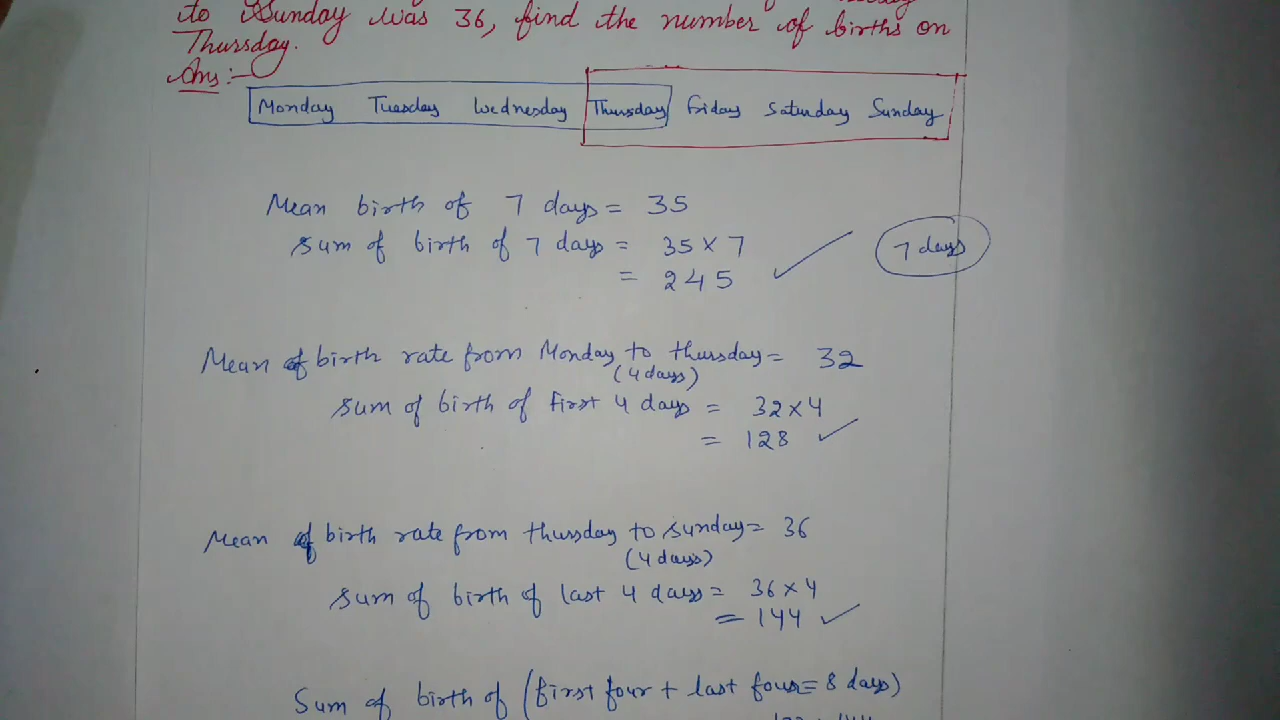 to Sunday was 36, find the number of births on
Thursday.
Ans :-
Monday Tuesday Wednesday Thursday Friday Saturday Sunday
Mean birth of 7 days = 35
Sum of birth of 7 days = 35 × 7
= 245
7 days
Mean of birth rate from Monday to thursday = 32
(4 days)
Sum of birth of first 4 days = 32×4
= 128
Mean of birth rate from thursday to sunday = 36
(4 days)
Sum of birth of last 4 days = 36×4
= 144
Sum of birth of (first four + last four = 8 days)